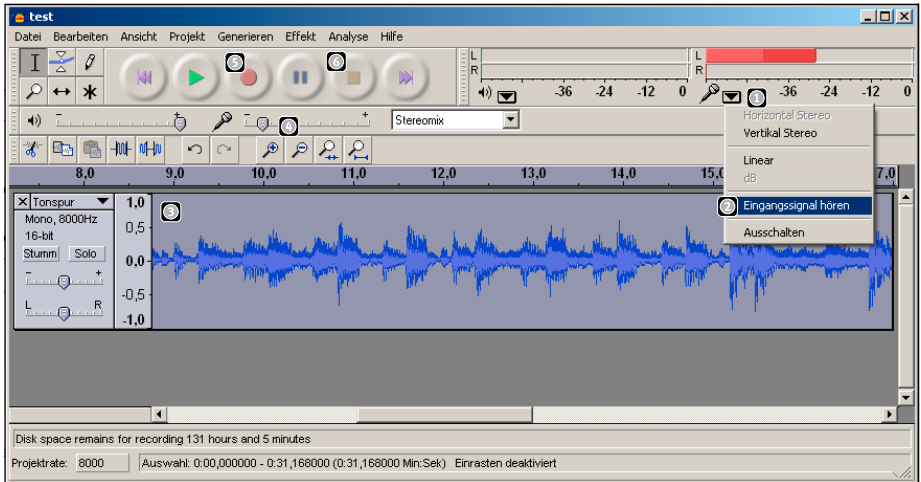 test
Datei Bearbeiten Ansicht Projekt Generieren Effekt Analyse Hilfe
5 6
L L
R R
-36 -24 -12 0 1 -36 -24 -12 0
- + 4 - + Stereomix
Horizontal Stereo
Vertikal Stereo
Linear
dB
2 Eingangssignal hören
Ausschalten
8,0 9,0 10,0 11,0 12,0 13,0 14,0 15,0 7,0
X Tonspur
Mono, 8000Hz
16-bit
Stumm Solo
- +
L R
1,0
0,5
0,0
-0,5
-1,0
3
Disk space remains for recording 131 hours and 5 minutes
Projektrate: 8000 Auswahl: 0:00,000000 - 0:31,168000 (0:31,168000 Min:Sek) Einrasten deaktiviert